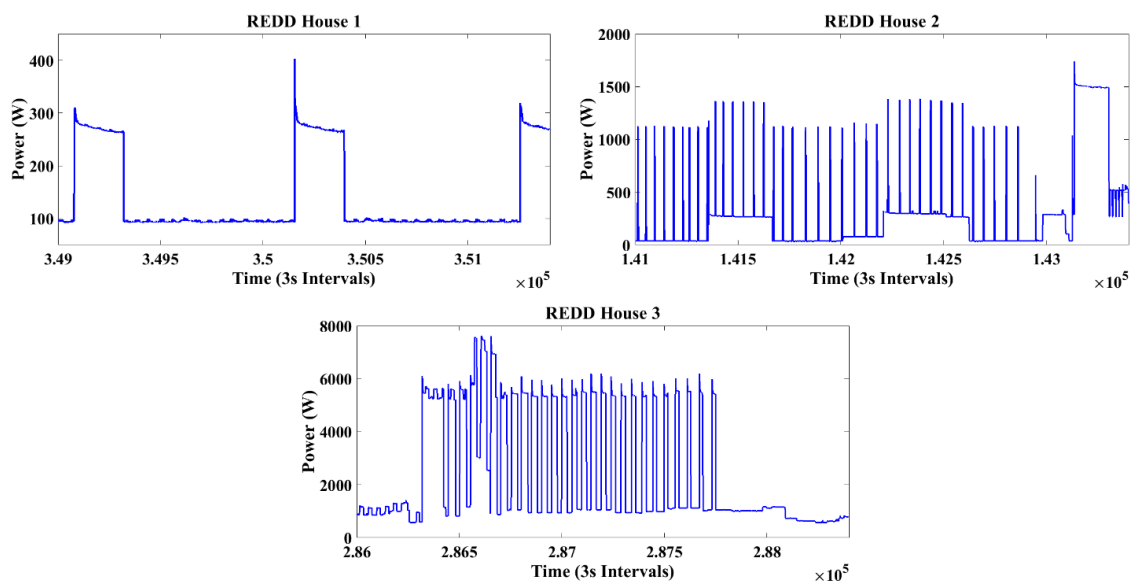 REDD House 1
400
300
200
100
Power (W)
3.49 3.495 3.5 3.505 3.51
Time (3s Intervals)
×10⁵
REDD House 2
2000
1500
1000
500
0
Power (W)
1.41 1.415 1.42 1.425 1.43
Time (3s Intervals)
×10⁵
REDD House 3
8000
6000
4000
2000
0
Power (W)
2.86 2.865 2.87 2.875 2.88
Time (3s Intervals)
×10⁵